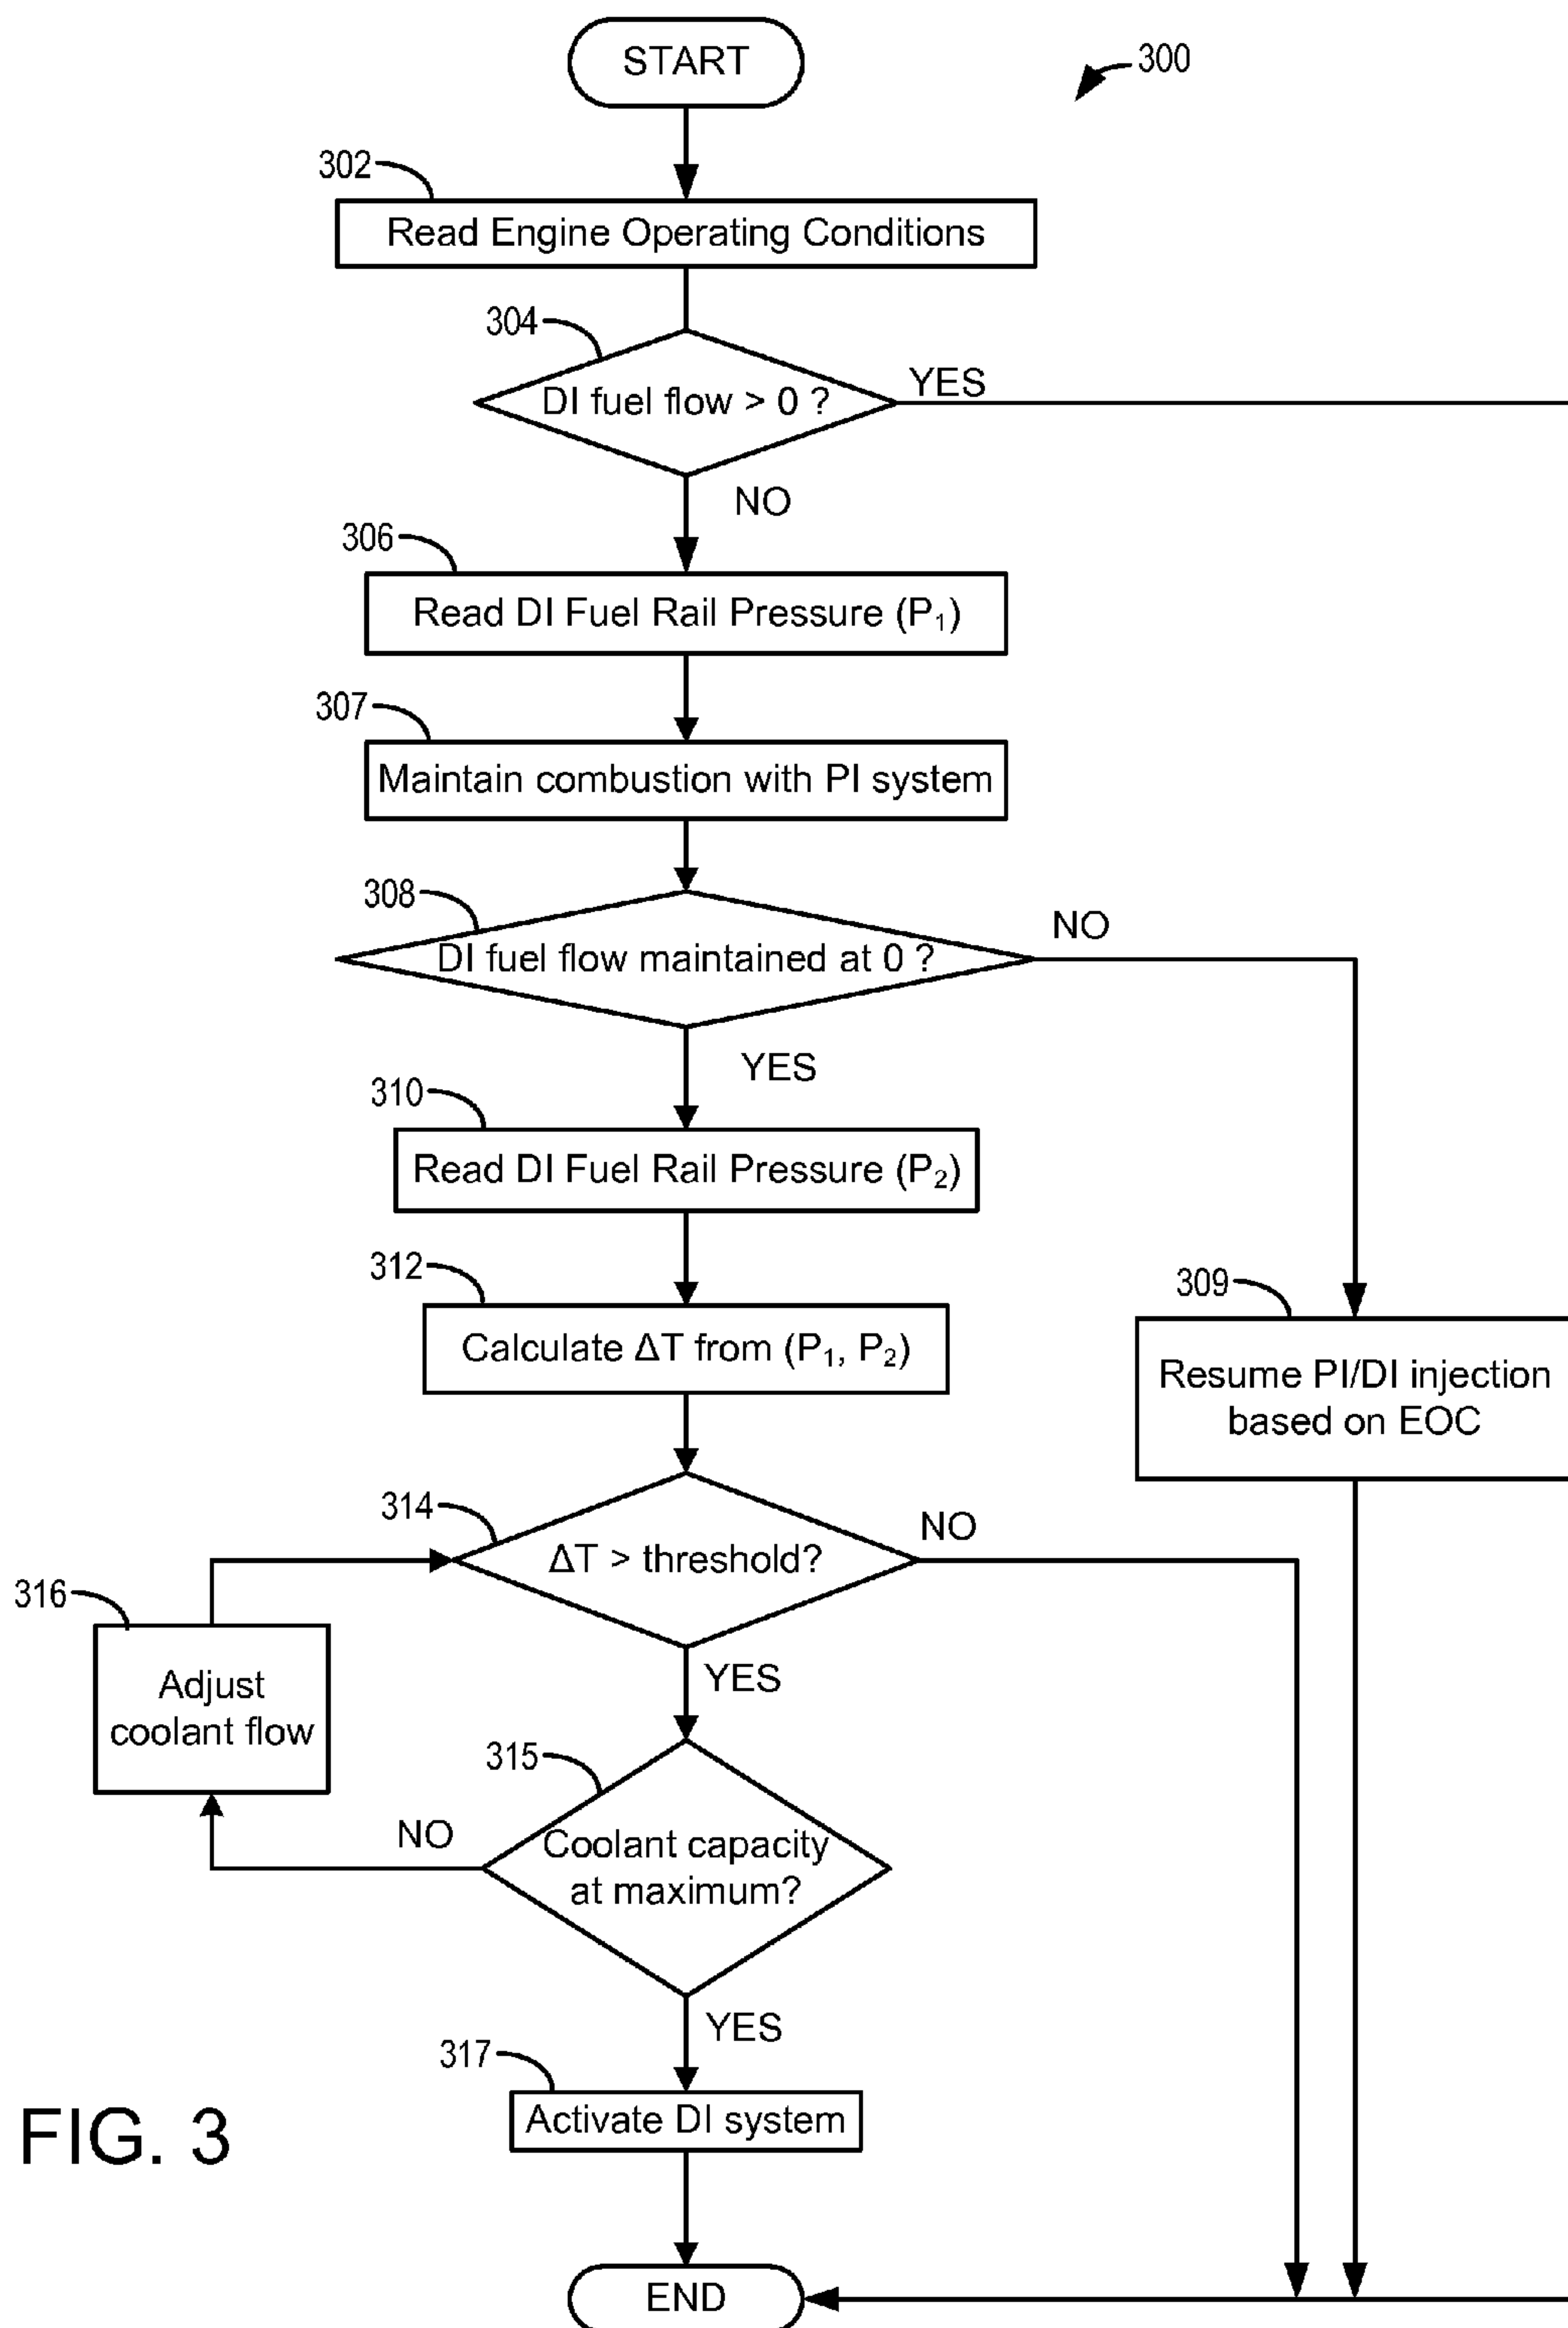 START
300
302
Read Engine Operating Conditions
304
DI fuel flow > 0 ?
YES
NO
306
Read DI Fuel Rail Pressure (P₁)
307
Maintain combustion with PI system
308
DI fuel flow maintained at 0 ?
NO
YES
310
Read DI Fuel Rail Pressure (P₂)
312
Calculate ΔT from (P₁, P₂)
309
Resume PI/DI injection
based on EOC
314
ΔT > threshold?
NO
316
Adjust
coolant flow
YES
315
Coolant capacity
at maximum?
NO
YES
317
Activate DI system
FIG. 3
END